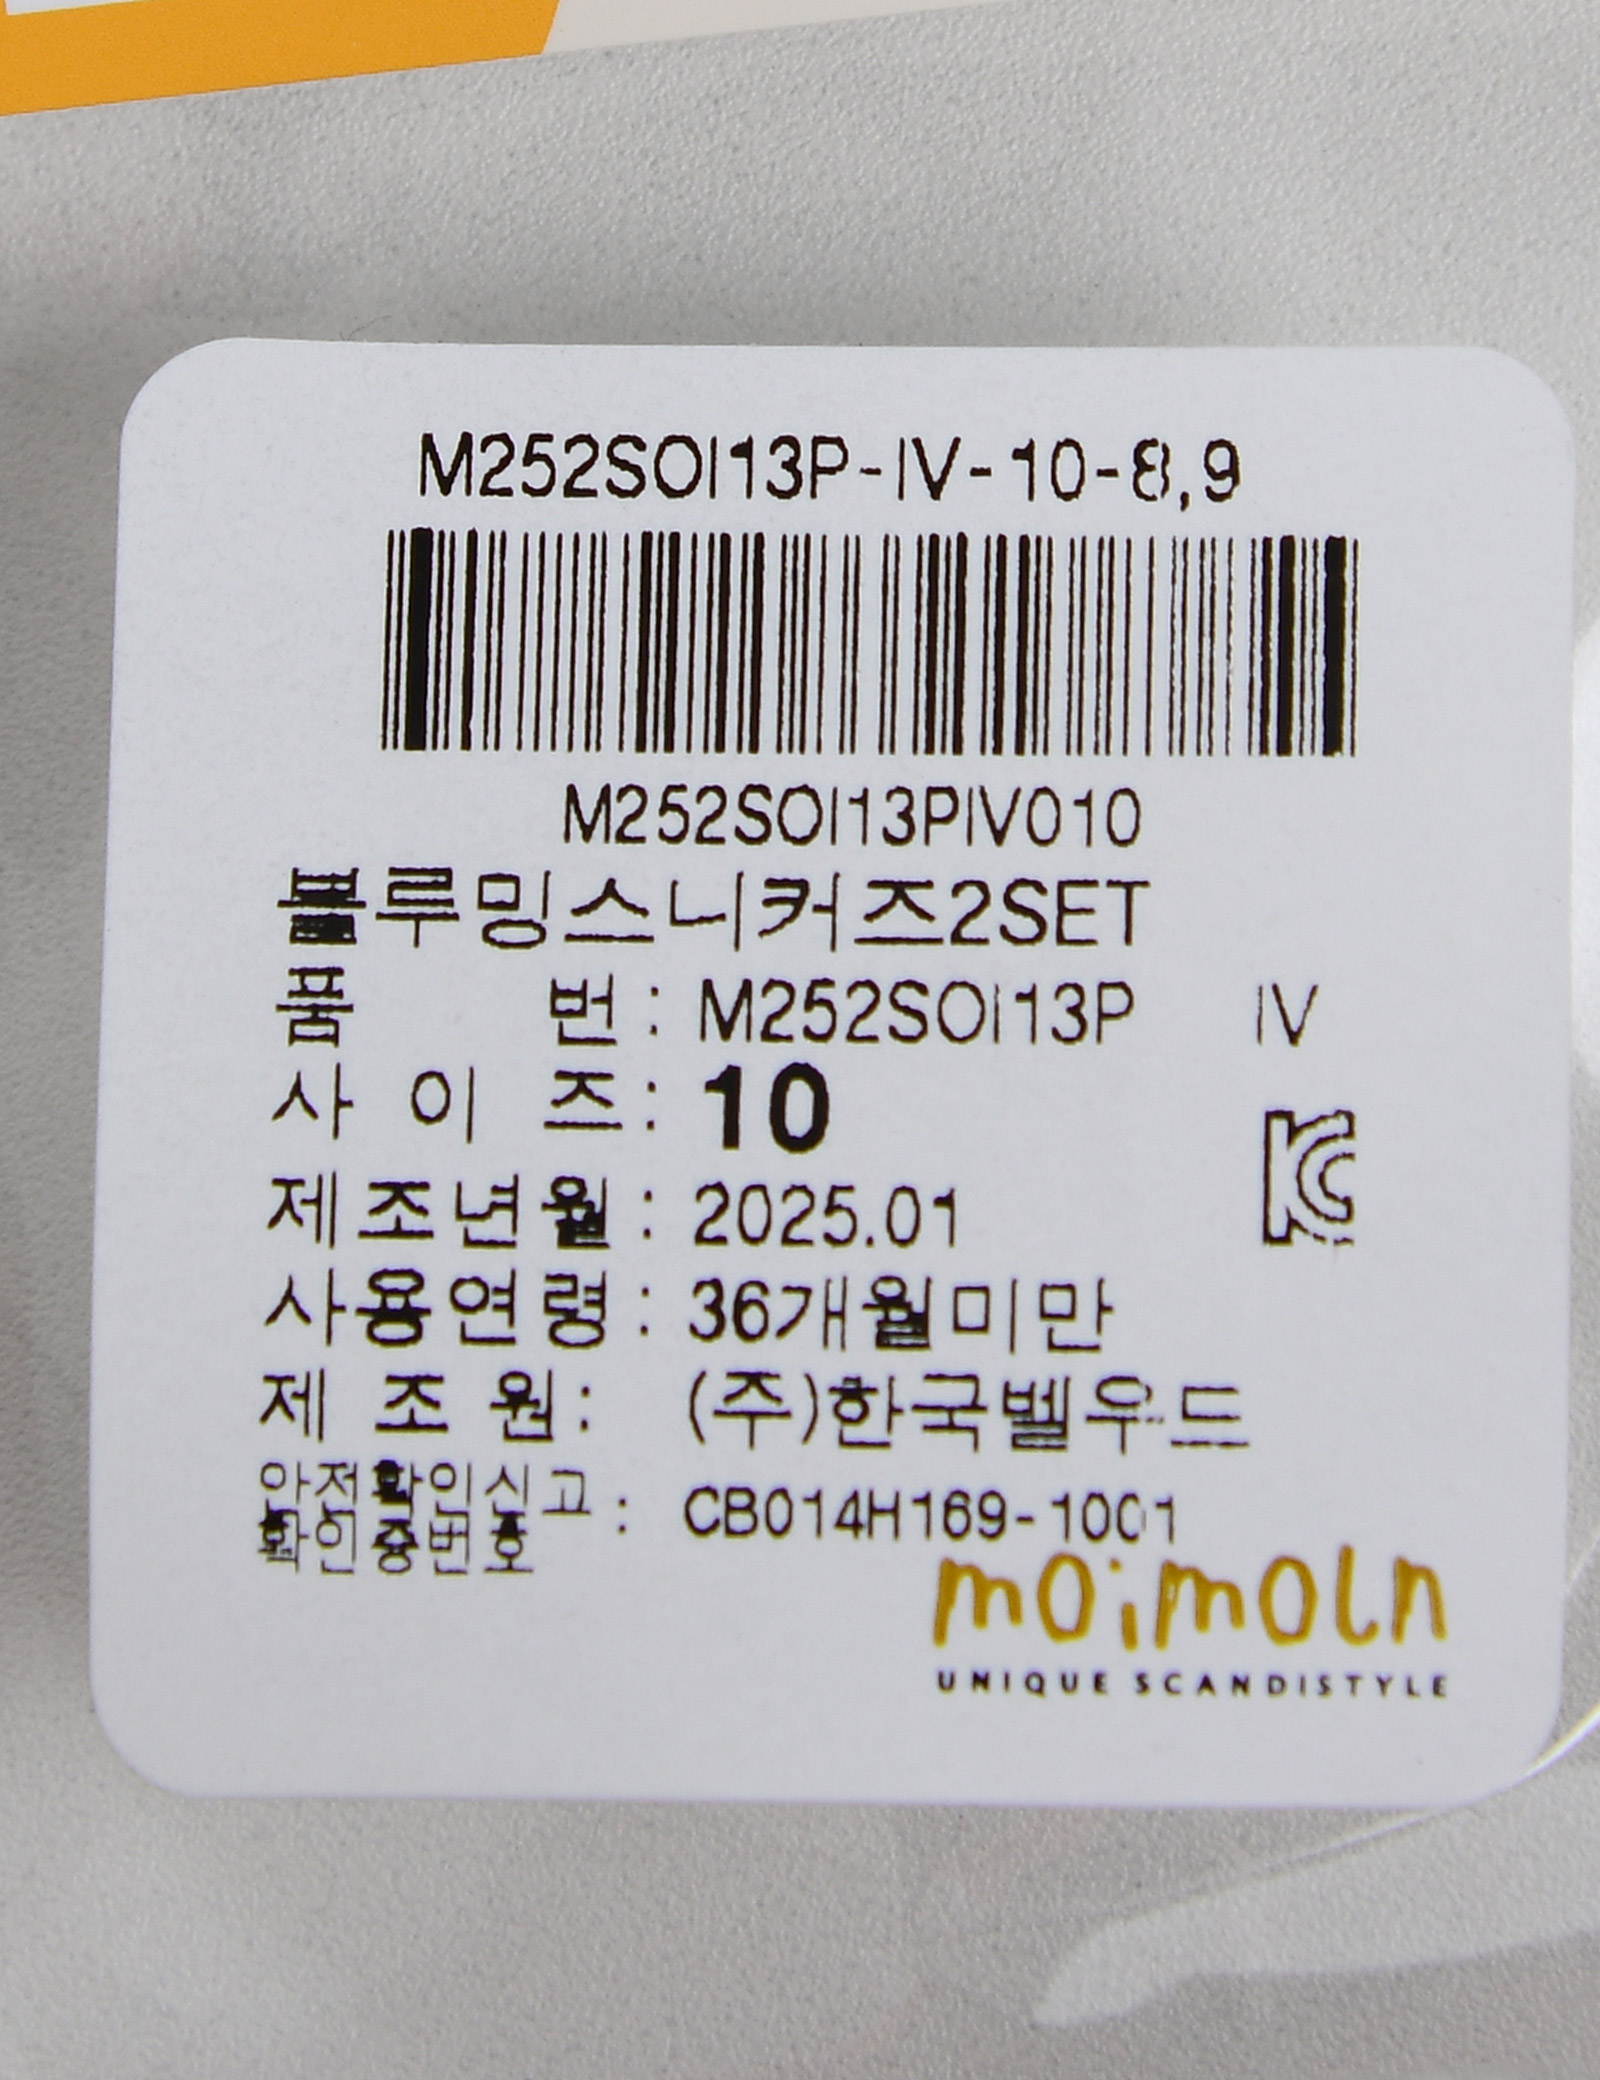 M252SOI13P-IV-10-8,9
M252SOI13PIV010
블루밍스니커즈2SET
품 번 : M252SOI13P IV
사 이 즈 : 10
제조년월 : 2025.01
사용연령 : 36개월미만
제 조 원 : (주)한국벨우드
안전확인신고 : CB014H169-1001
확인증번호
moimoln
UNIQUE SCANDISTYLE